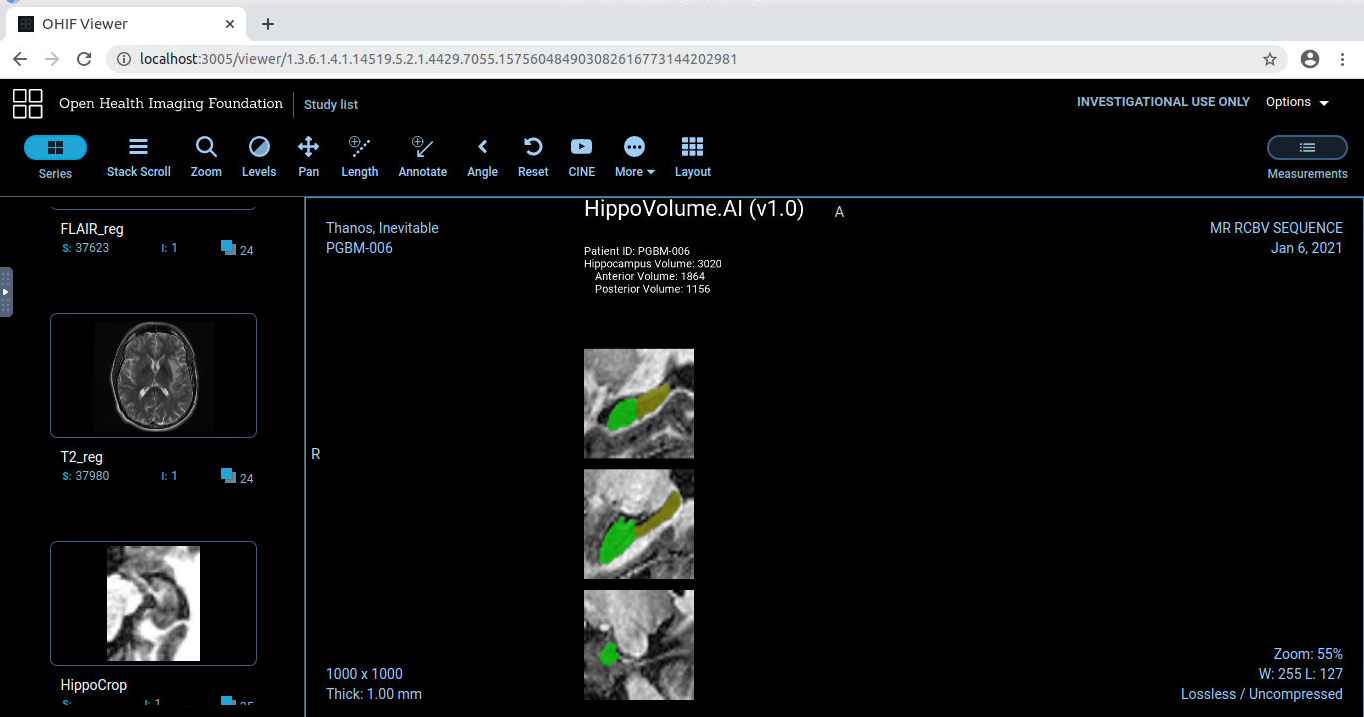 OHIF Viewer
localhost:3005/viewer/1.3.6.1.4.1.14519.5.2.1.4429.7055.157560484903082616773144202981
Open Health Imaging Foundation
Study list
INVESTIGATIONAL USE ONLY
Options
Series
Stack Scroll
Zoom
Levels
Pan
Length
Annotate
Angle
Reset
CINE
More
Layout
Measurements
FLAIR_reg
S: 37623 I: 1 24
T2_reg
S: 37980 I: 1 24
HippoCrop
Thanos, Inevitable
PGBM-006
HippoVolume.AI (v1.0)
A
Patient ID: PGBM-006
Hippocampus Volume: 3020
Anterior Volume: 1864
Posterior Volume: 1156
MR RCBV SEQUENCE
Jan 6, 2021
R
1000 x 1000
Thick: 1.00 mm
Zoom: 55%
W: 255 L: 127
Lossless / Uncompressed